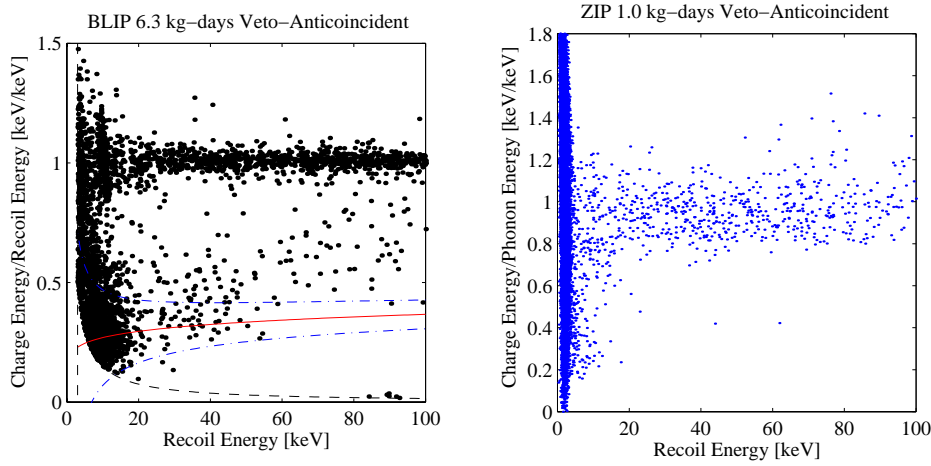 BLIP 6.3 kg−days Veto−Anticoincident
Charge Energy/Recoil Energy [keV/keV]
1.5
1
0.5
0
0 20 40 60 80 100
Recoil Energy [keV]
ZIP 1.0 kg−days Veto−Anticoincident
Charge Energy/Phonon Energy [keV/keV]
1.8
1.6
1.4
1.2
1
0.8
0.6
0.4
0.2
0
0 20 40 60 80 100
Recoil Energy [keV]